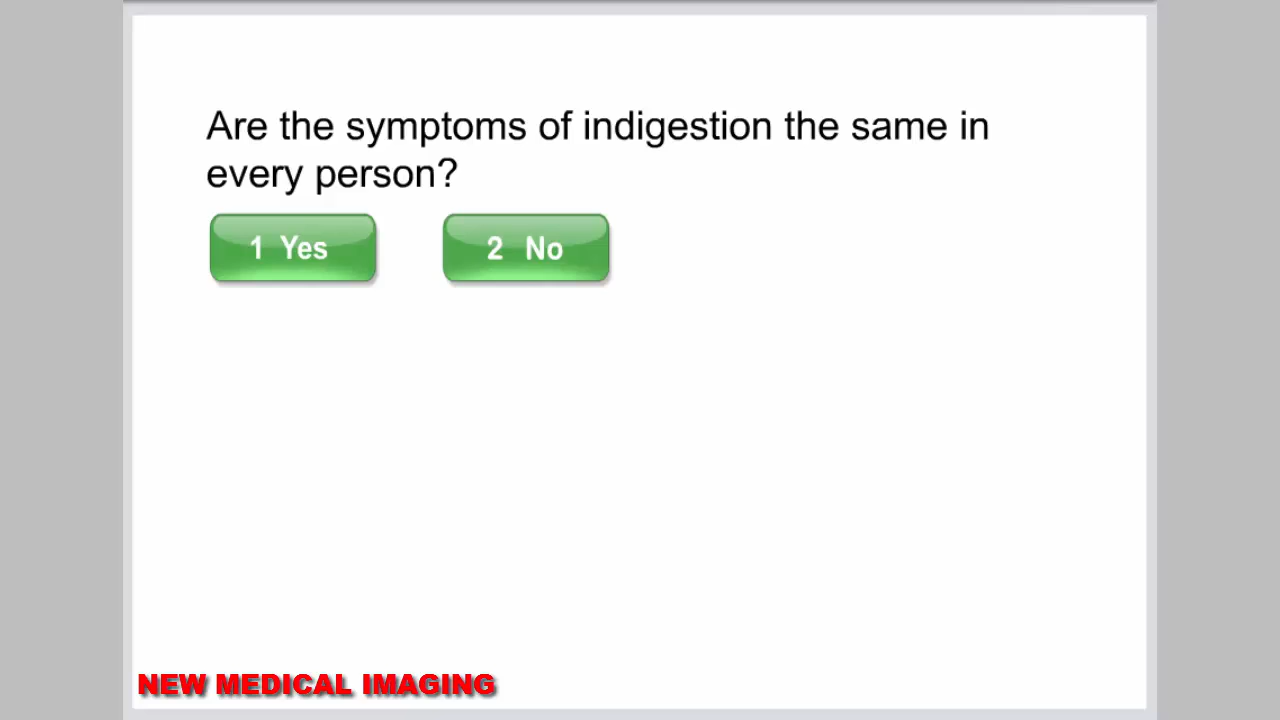 Are the symptoms of indigestion the same in
every person?
1 Yes 2 No
NEW MEDICAL IMAGING